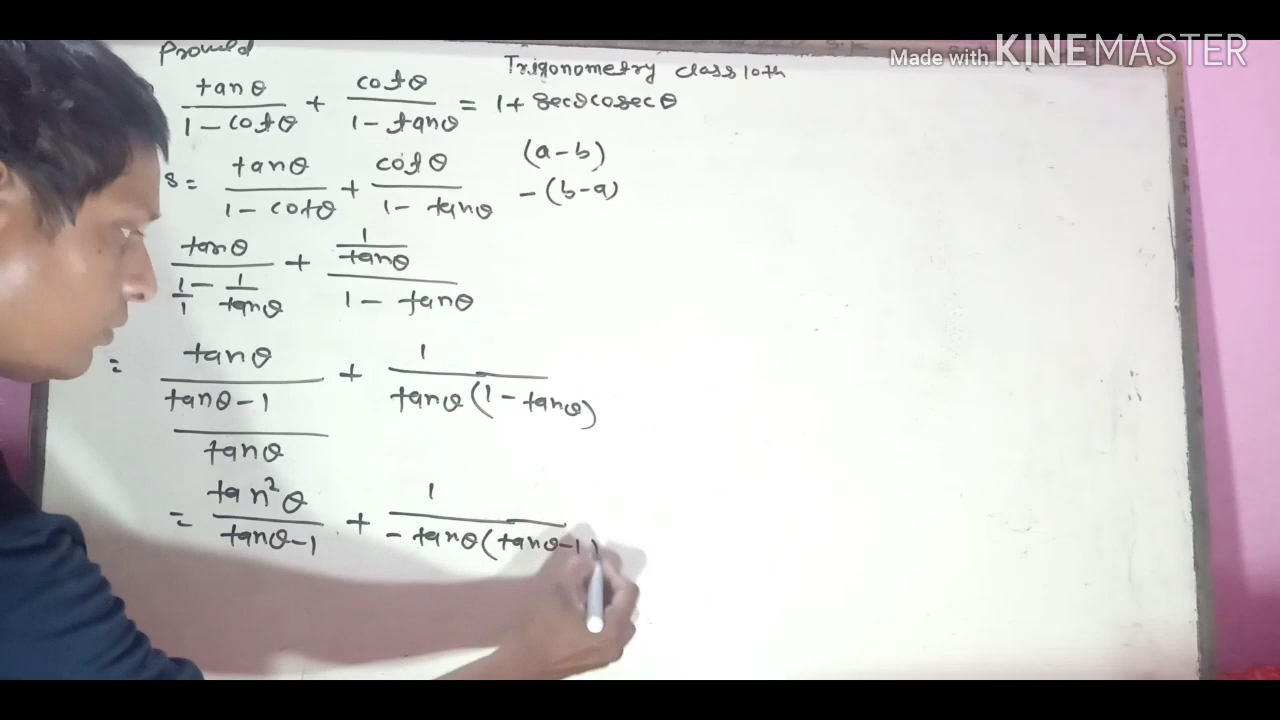 Made with KINEMASTER
Proved
Trigonometry class 10th
tanθ/(1 - cotθ) + cotθ/(1 - tanθ) = 1 + secθcosecθ
s = tanθ/(1 - cotθ) + cotθ/(1 - tanθ)
(a - b)
- (b - a)
tanθ/(1/1 - 1/tanθ) + (1/tanθ)/(1 - tanθ)
= tanθ/((tanθ - 1)/tanθ) + 1/(tanθ(1 - tanθ))
= tan²θ/(tanθ - 1) + 1/(- tanθ(tanθ - 1))